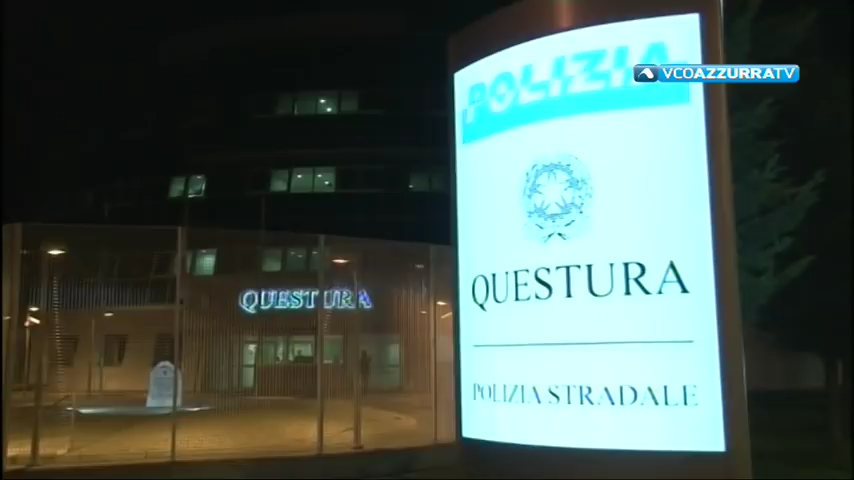 VCOAZZURRATV
POLIZIA
QUESTURA
QUESTURA
POLIZIA STRADALE